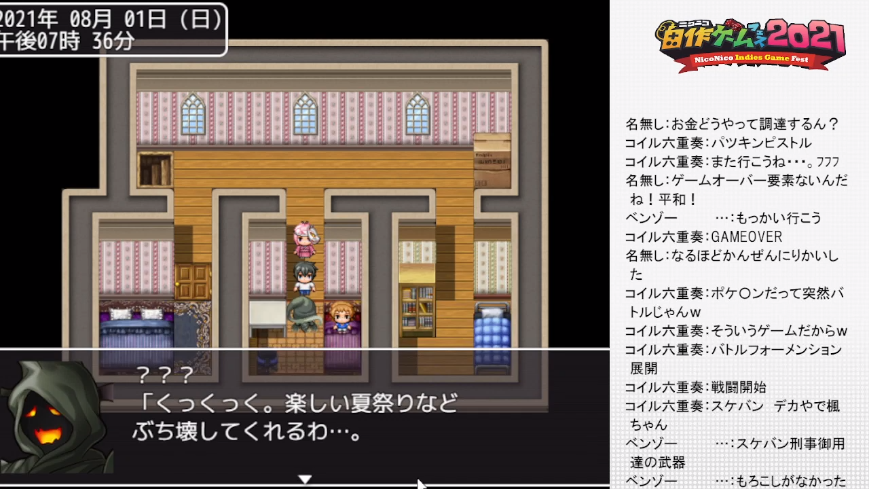 2021年 08月 01日 (日)
午後07時 36分
？？？
「くっくっく。楽しい夏祭りなど
ぶち壊してくれるわ…。
ニコニコ
自作ゲームフェス2021
NicoNico Indies Game Fest
名無し：お金どうやって調達するん？
コイル六重奏：パツキンピストル
コイル六重奏：また行こうね・・・。ﾌﾌﾌ
名無し：ゲームオーバー要素ないんだ
ね！平和！
ベンゾー　　…：もっかい行こう
コイル六重奏：GAMEOVER
名無し：なるほどかんぜんにりかいし
た
コイル六重奏：ポケ〇ンだって突然バ
トルじゃんｗ
コイル六重奏：そういうゲームだからｗ
コイル六重奏：バトルフォーメンション
展開
コイル六重奏：戦闘開始
コイル六重奏：スケバン　デカやで楓
ちゃん
ベンゾー　　…：スケバン刑事御用
達の武器
ベンゾー　　…：もろこしがなかった